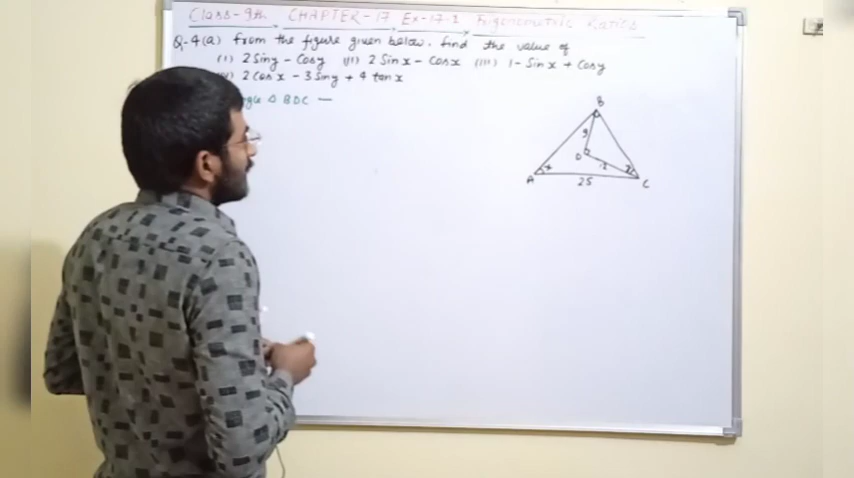 Class-9th CHAPTER-17 Ex-17.1 Trigonometric Ratios
Q-4(a) From the figure given below, find the value of
(i) 2 Sin y - Cos y (ii) 2 Sin x - Cos x (iii) 1 - Sin x + Cos y
2 Cos x - 3 Sin y + 4 tan x
Δ BDC —
B
9
D
12
x
y
A
25
C